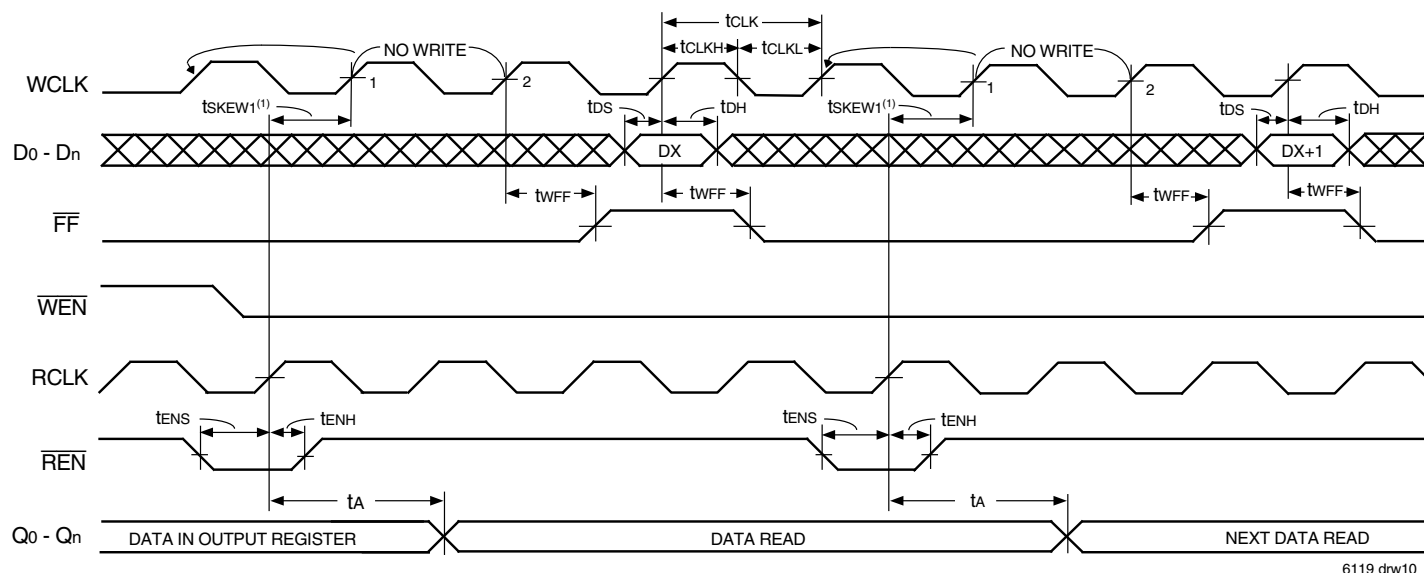 tCLK
NO WRITE
tCLKH
tCLKL
NO WRITE
WCLK
1
2
1
2
tSKEW1(1)
tDS
tDH
tSKEW1(1)
tDS
tDH
D0 - Dn
DX
DX+1
tWFF
tWFF
tWFF
tWFF
FF
WEN
RCLK
tENS
tENH
tENS
tENH
REN
tA
tA
Q0 - Qn
DATA IN OUTPUT REGISTER
DATA READ
NEXT DATA READ
6119 drw10